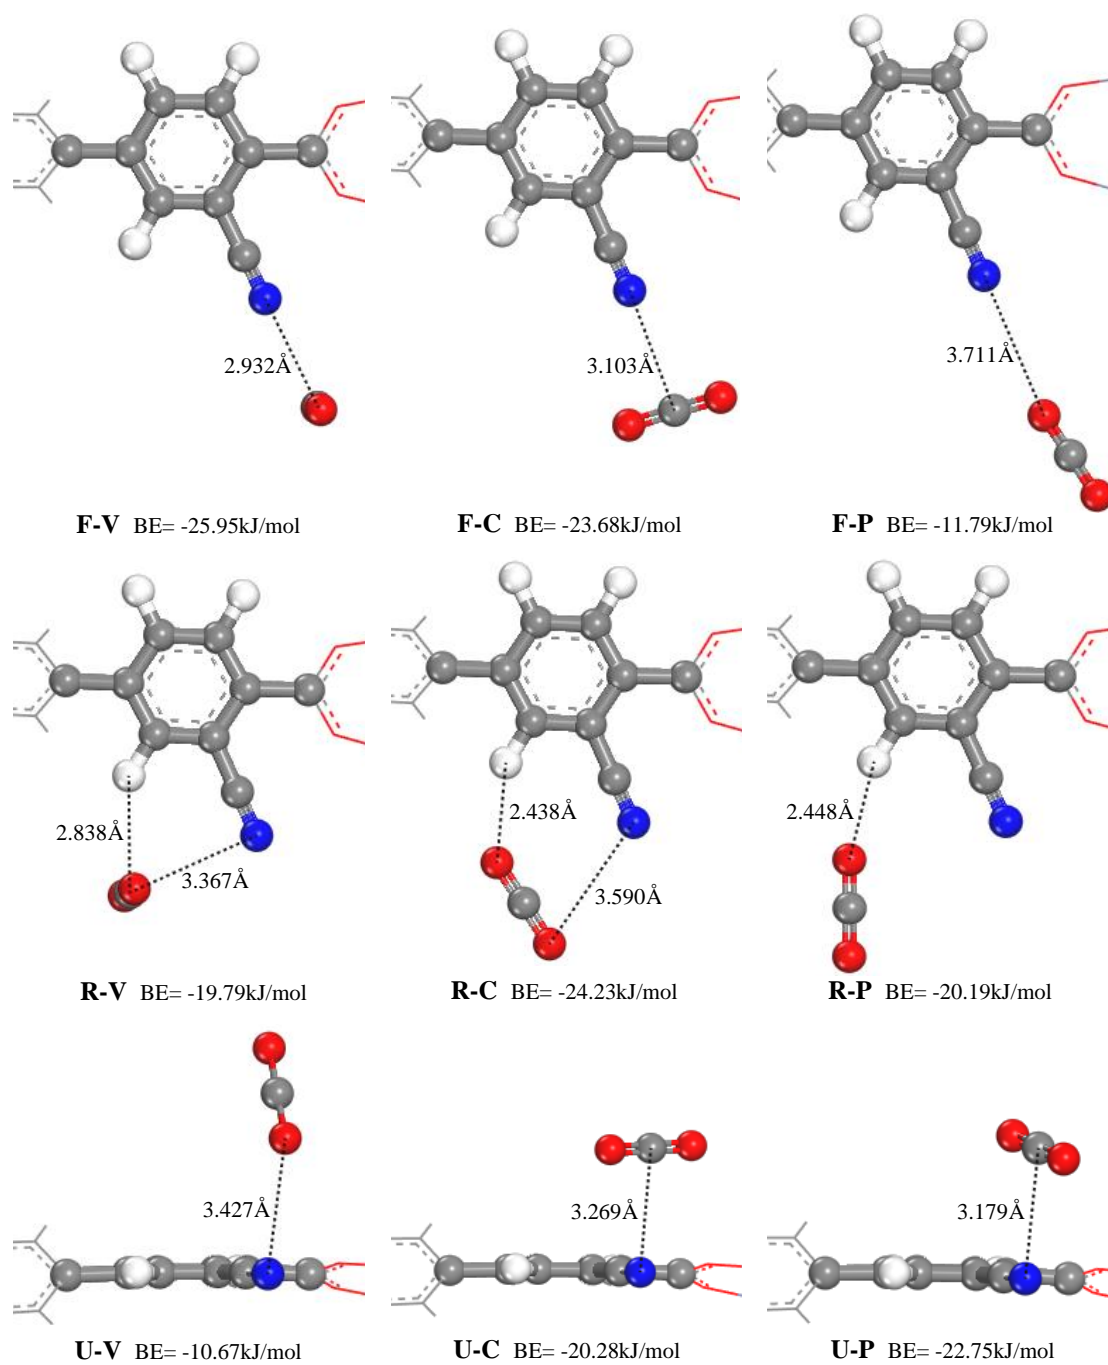 2.932Å
3.103Å
3.711Å
F-V BE= -25.95kJ/mol
F-C BE= -23.68kJ/mol
F-P BE= -11.79kJ/mol
2.838Å
3.367Å
2.438Å
3.590Å
2.448Å
R-V BE= -19.79kJ/mol
R-C BE= -24.23kJ/mol
R-P BE= -20.19kJ/mol
3.427Å
3.269Å
3.179Å
U-V BE= -10.67kJ/mol
U-C BE= -20.28kJ/mol
U-P BE= -22.75kJ/mol